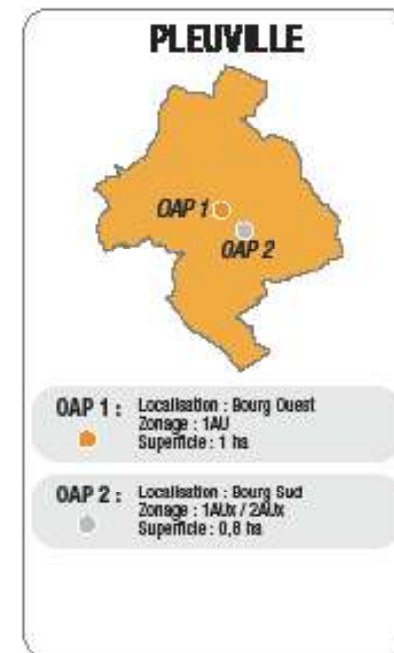 PLEUVILLE
OAP 1
OAP 2
OAP 1 :
Localisation : Bourg Ouest
Zonage : 1AU
Superficie : 1 ha
OAP 2 :
Localisation : Bourg Sud
Zonage : 1AUx / 2AUx
Superficie : 0,8 ha